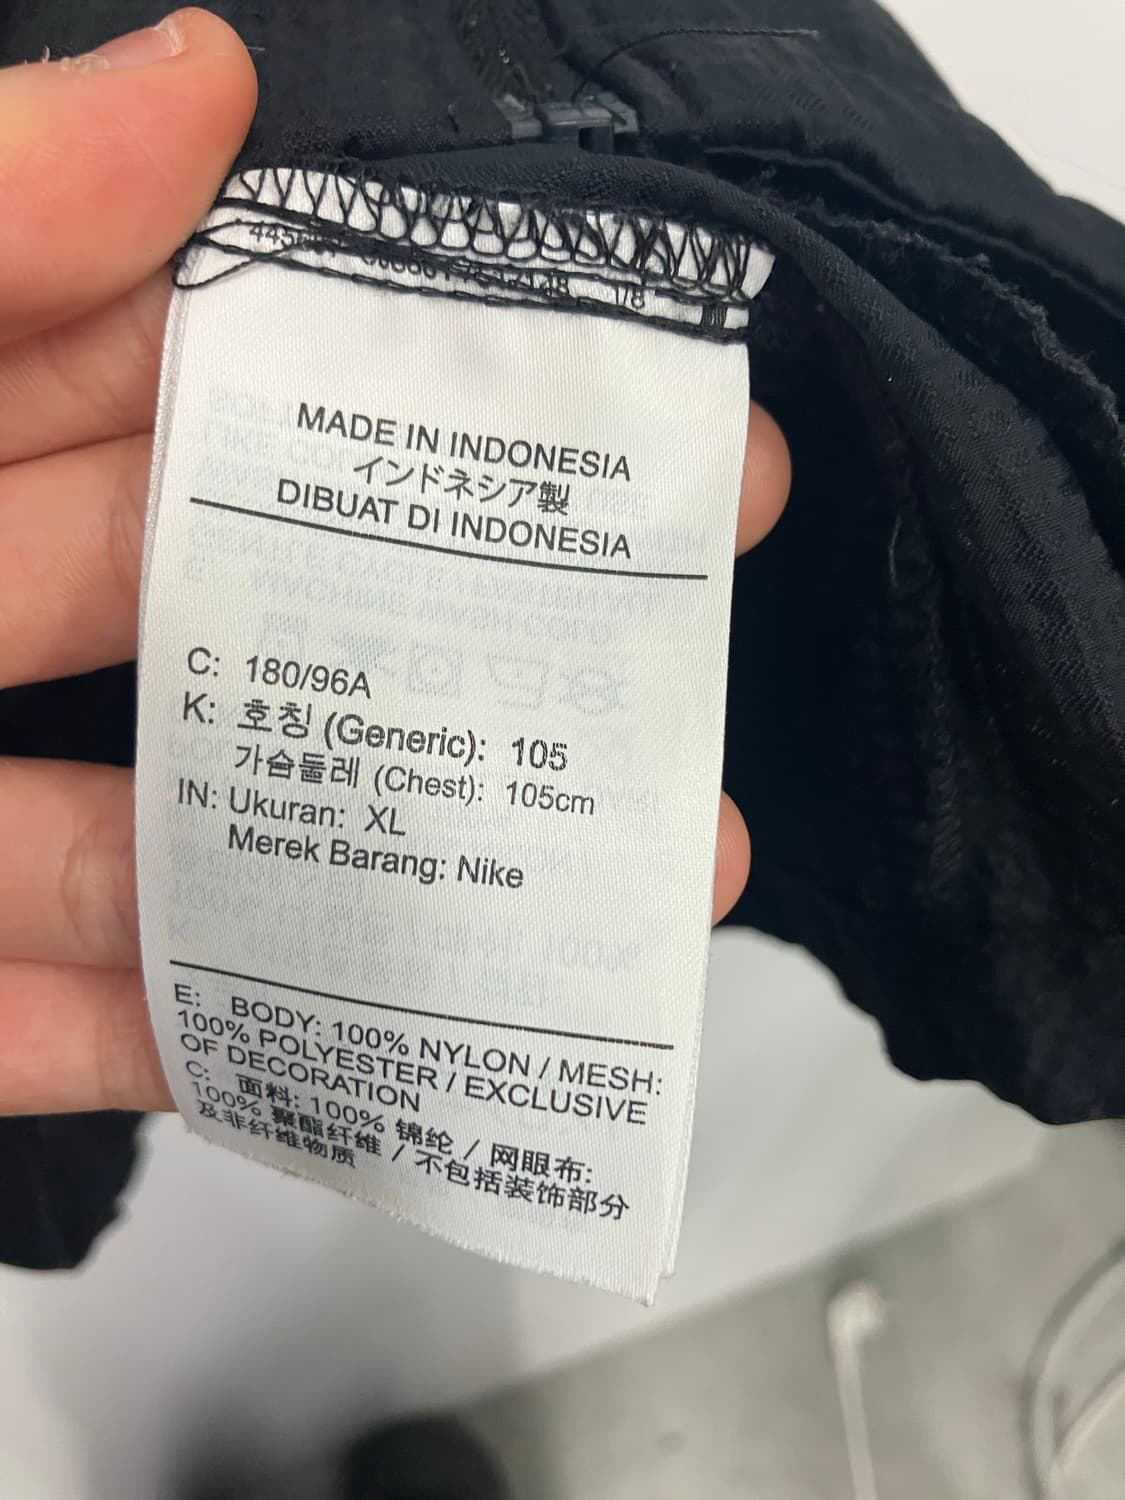 1/8
MADE IN INDONESIA
インドネシア製
DIBUAT DI INDONESIA
C: 180/96A
K: 호칭 (Generic): 105
가슴둘레 (Chest): 105cm
IN: Ukuran: XL
Merek Barang: Nike
E: BODY: 100% NYLON / MESH:
100% POLYESTER / EXCLUSIVE
OF DECORATION
C: 面料: 100% 锦纶 / 网眼布:
100% 聚酯纤维 / 不包括装饰部分
及非纤维物质